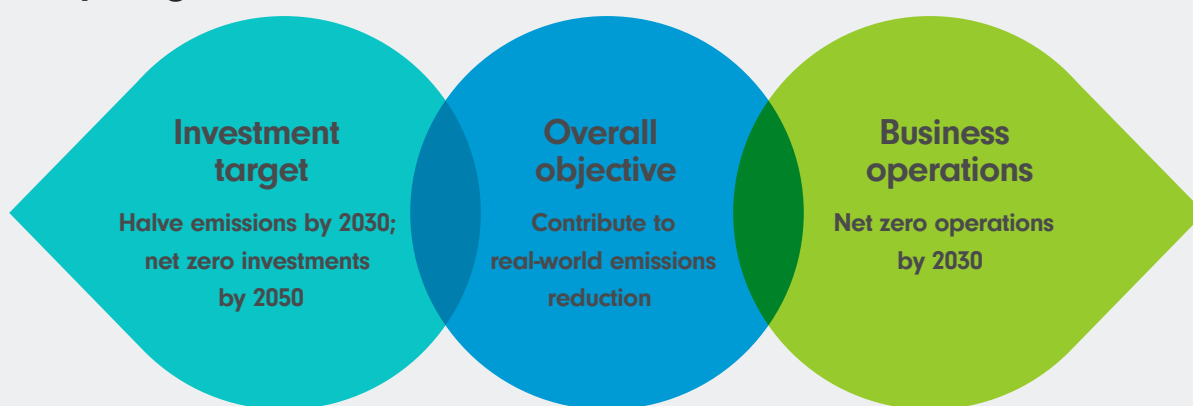 Investment
target
Halve emissions by 2030;
net zero investments
by 2050
Overall
objective
Contribute to
real-world emissions
reduction
Business
operations
Net zero operations
by 2030